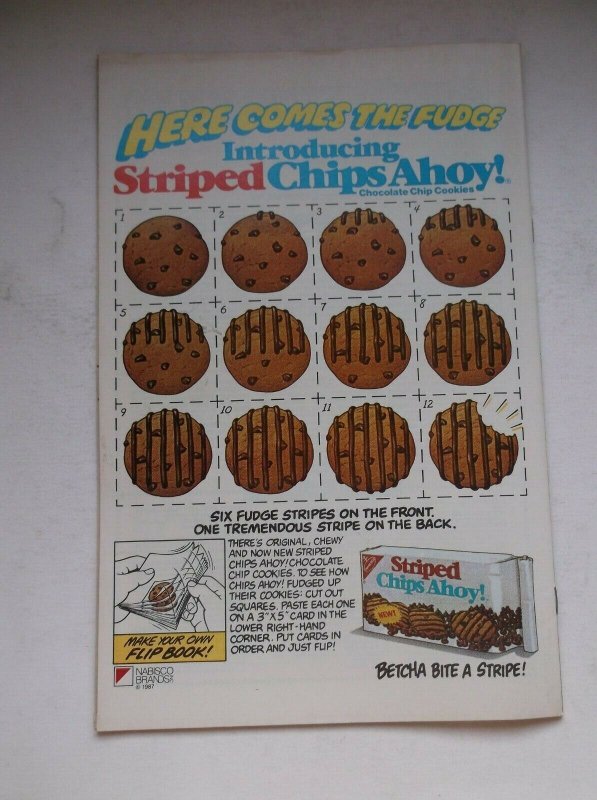 HERE COMES THE FUDGE
Introducing
Striped Chips Ahoy!®
Chocolate Chip Cookies
1 2 3 4
5 6 7 8
9 10 11 12
SIX FUDGE STRIPES ON THE FRONT.
ONE TREMENDOUS STRIPE ON THE BACK.
THERE'S ORIGINAL, CHEWY
AND NOW NEW STRIPED
CHIPS AHOY! CHOCOLATE
CHIP COOKIES. TO SEE HOW
CHIPS AHOY! FUDGED UP
THEIR COOKIES: CUT OUT
SQUARES. PASTE EACH ONE
ON A 3"X5" CARD IN THE
LOWER RIGHT-HAND
CORNER. PUT CARDS IN
ORDER AND JUST FLIP!
MAKE YOUR OWN
FLIP BOOK!
NABISCO
BRANDS
© 1987
Striped
Chips Ahoy!
NEW!
BETCHA BITE A STRIPE!